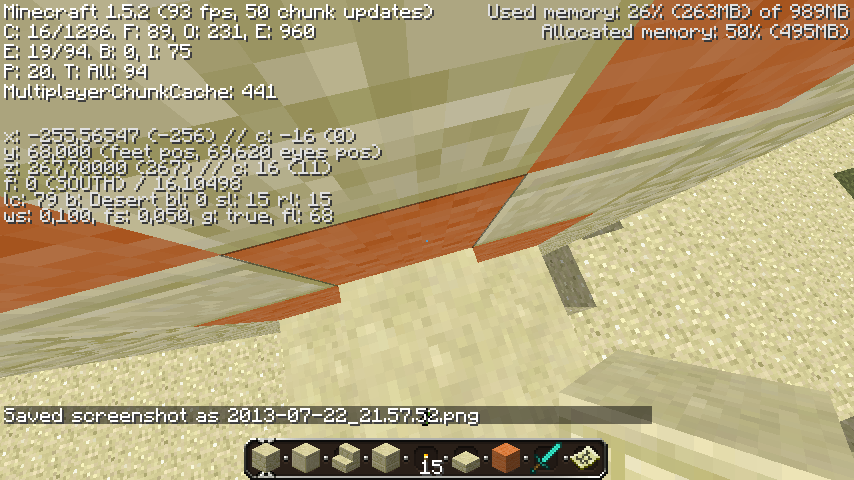 Minecraft 1.5.2 (93 fps, 50 chunk updates)
Used memory: 26% (263MB) of 989MB
C: 16/1296, F: 89, O: 231, E: 960
Allocated memory: 50% (495MB)
E: 19/94, B: 0, I: 75
P: 20, T: All: 94
MultiplayerChunkCache: 441
x: -255,56547 (-256) // c: -16 (0)
y: 68,000 (feet pos, 69,620 eyes pos)
z: 267,70000 (267) // c: 16 (11)
f: 0 (SOUTH) / 16,10498
lc: 79 b: Desert bl: 0 sl: 15 rl: 15
ws: 0,100, fs: 0,050, g: true, fl: 68
Saved screenshot as 2013-07-22_21.57.52.png
15